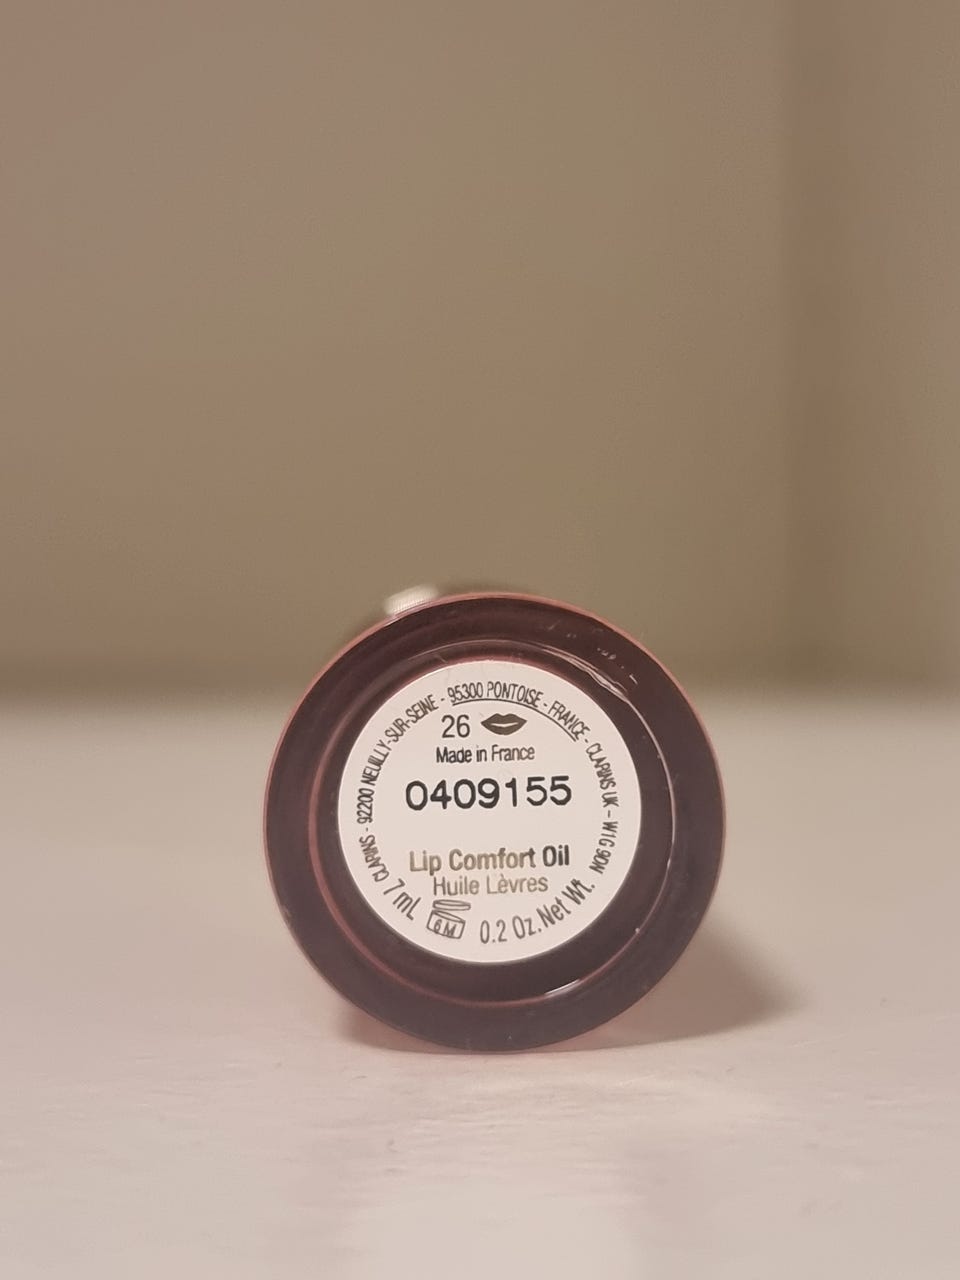 CLARINS - 92200 NEUILLY-SUR-SEINE - 95300 PONTOISE - FRANCE - CLARINS UK - W1G 9DN
26
Made in France
0409155
Lip Comfort Oil
Huile Lèvres
7 mL
6M
0.2 Oz. Net Wt.